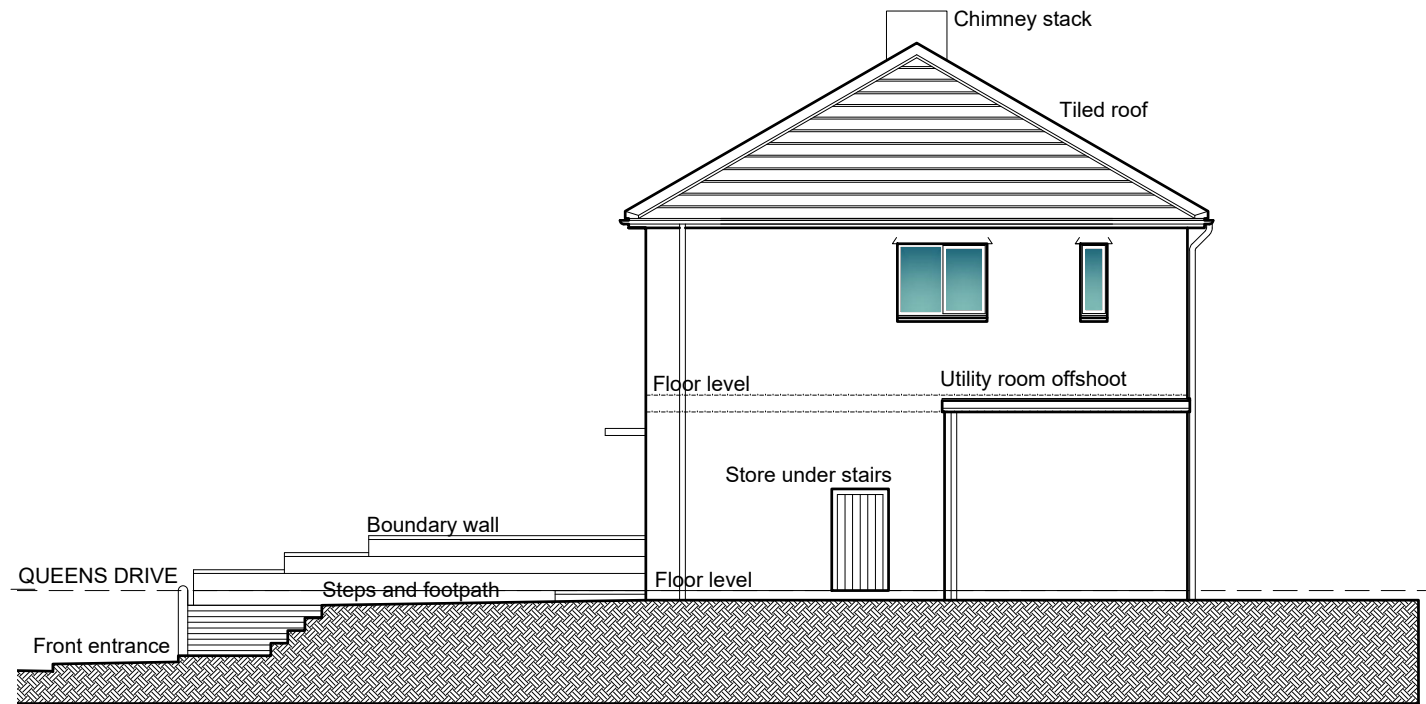 Chimney stack
Tiled roof
Floor level
Utility room offshoot
Store under stairs
Boundary wall
QUEENS DRIVE
Steps and footpath
Floor level
Front entrance